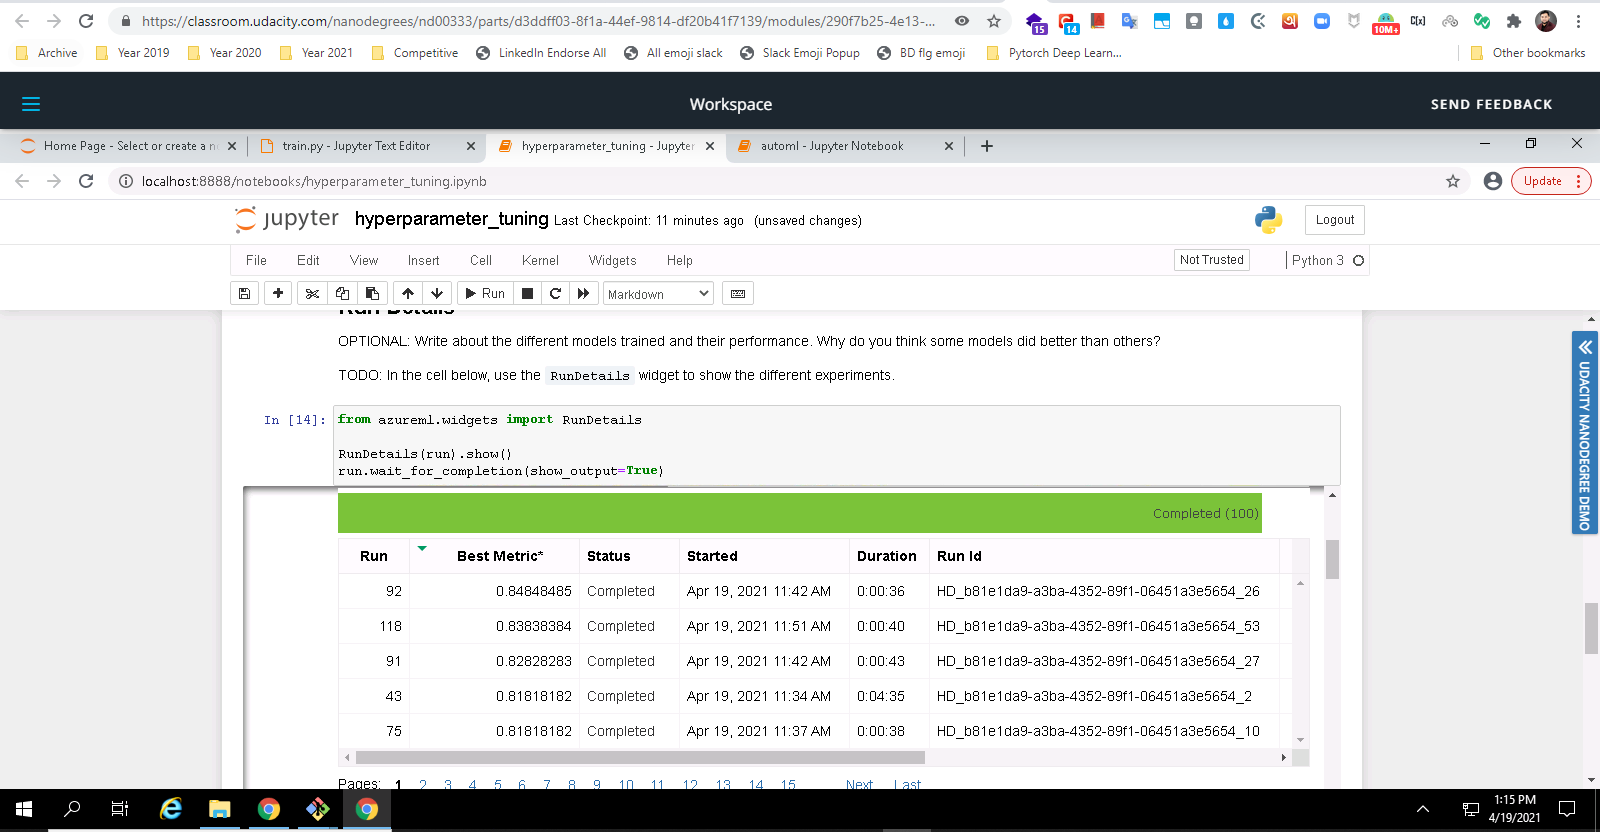 https://classroom.udacity.com/nanodegrees/nd00333/parts/d3ddff03-8f1a-44ef-9814-df20b41f7139/modules/290f7b25-4e13-...
15
14
10M+
Archive Year 2019 Year 2020 Year 2021 Competitive LinkedIn Endorse All All emoji slack Slack Emoji Popup BD flg emoji Pytorch Deep Learn... Other bookmarks
Workspace
SEND FEEDBACK
Home Page - Select or create a n train.py - Jupyter Text Editor hyperparameter_tuning - Jupyter automl - Jupyter Notebook
localhost:8888/notebooks/hyperparameter_tuning.ipynb
Update
jupyter hyperparameter_tuning Last Checkpoint: 11 minutes ago (unsaved changes)
Logout
File Edit View Insert Cell Kernel Widgets Help
Not Trusted
Python 3
Run
Markdown
Run Details
OPTIONAL: Write about the different models trained and their performance. Why do you think some models did better than others?
TODO: In the cell below, use the RunDetails widget to show the different experiments.
In [14]: from azureml.widgets import RunDetails
RunDetails(run).show()
run.wait_for_completion(show_output=True)
Completed (100)
Run Best Metric* Status Started Duration Run Id
92 0.84848485 Completed Apr 19, 2021 11:42 AM 0:00:36 HD_b81e1da9-a3ba-4352-89f1-06451a3e5654_26
118 0.83838384 Completed Apr 19, 2021 11:51 AM 0:00:40 HD_b81e1da9-a3ba-4352-89f1-06451a3e5654_53
91 0.82828283 Completed Apr 19, 2021 11:42 AM 0:00:43 HD_b81e1da9-a3ba-4352-89f1-06451a3e5654_27
43 0.81818182 Completed Apr 19, 2021 11:34 AM 0:04:35 HD_b81e1da9-a3ba-4352-89f1-06451a3e5654_2
75 0.81818182 Completed Apr 19, 2021 11:37 AM 0:00:38 HD_b81e1da9-a3ba-4352-89f1-06451a3e5654_10
Pages: 1 2 3 4 5 6 7 8 9 10 11 12 13 14 15 Next Last
UDACITY NANODEGREE DEMO
1:15 PM
4/19/2021